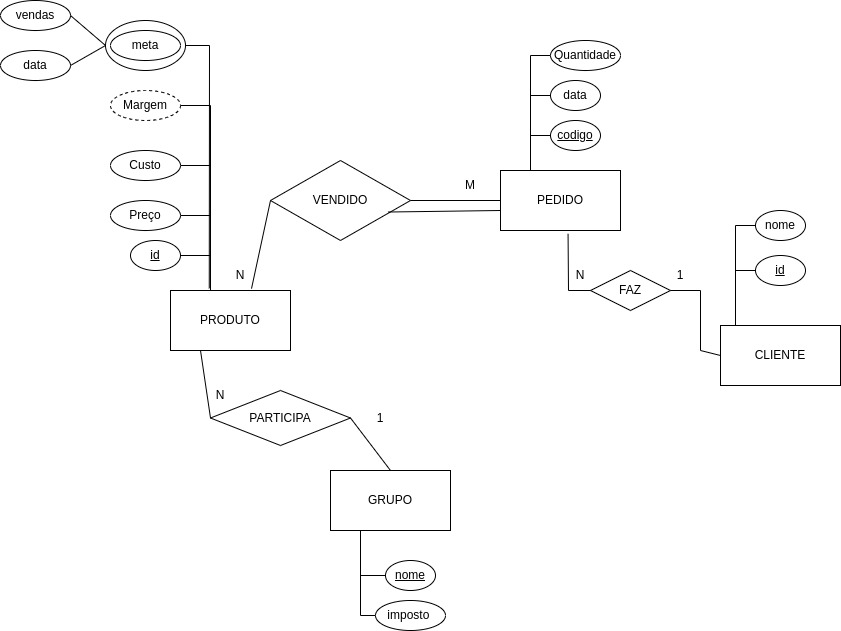 vendas
meta
data
Margem
Custo
Preço
id
Quantidade
data
codigo
VENDIDO
M
PEDIDO
nome
id
N
N
FAZ
1
PRODUTO
CLIENTE
N
PARTICIPA
1
GRUPO
nome
imposto